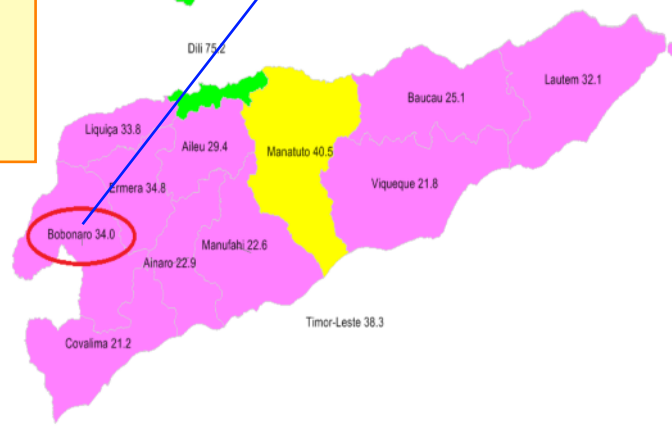 Dili 75.2
Lautem 32.1
Baucau 25.1
Liquiça 33.8
Aileu 29.4
Manatuto 40.5
Viqueque 21.8
Ermera 34.8
Bobonaro 34.0
Manufahi 22.6
Ainaro 22.9
Timor-Leste 38.3
Covalima 21.2